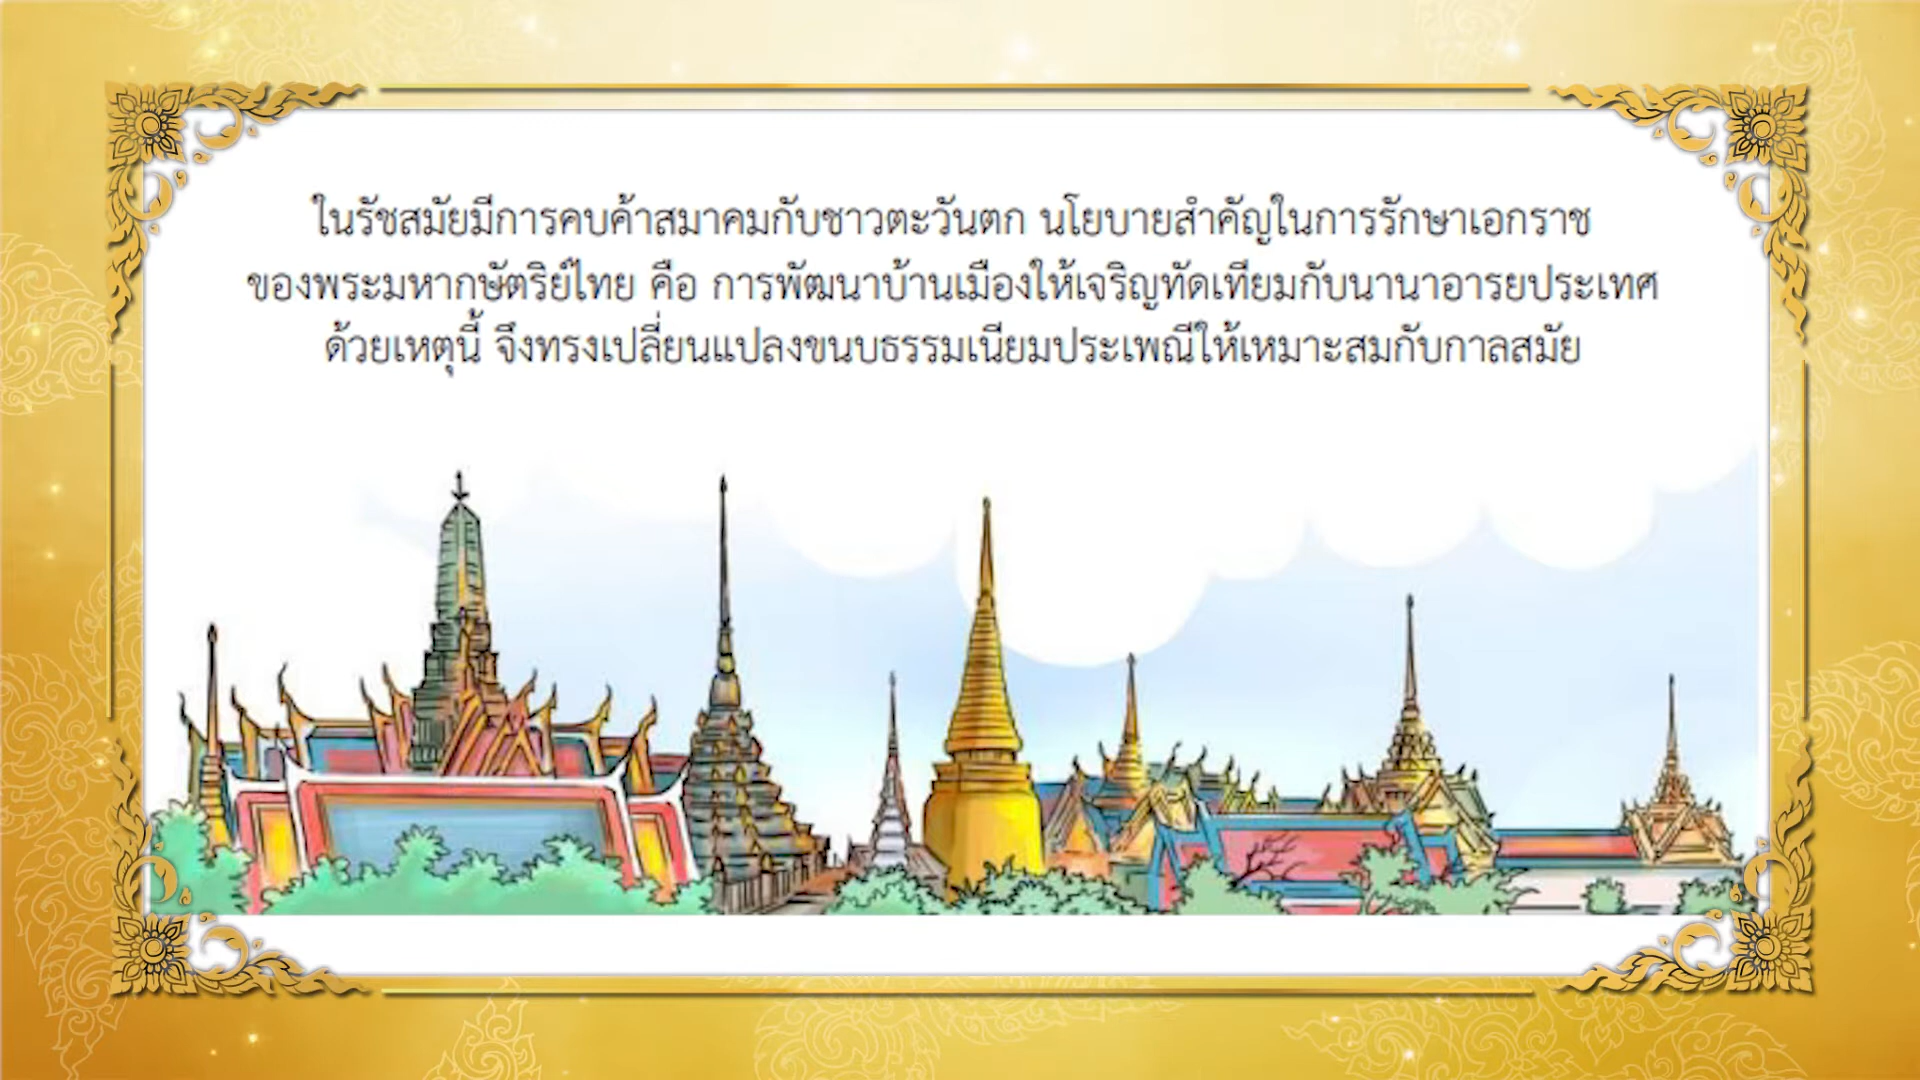 ในรัชสมัยมีการคบค้าสมาคมกับชาวตะวันตก นโยบายสำคัญในการรักษาเอกราช
ของพระมหากษัตริย์ไทย คือ การพัฒนาบ้านเมืองให้เจริญทัดเทียมกับนานาอารยประเทศ
ด้วยเหตุนี้ จึงทรงเปลี่ยนแปลงขนบธรรมเนียมประเพณีให้เหมาะสมกับกาลสมัย